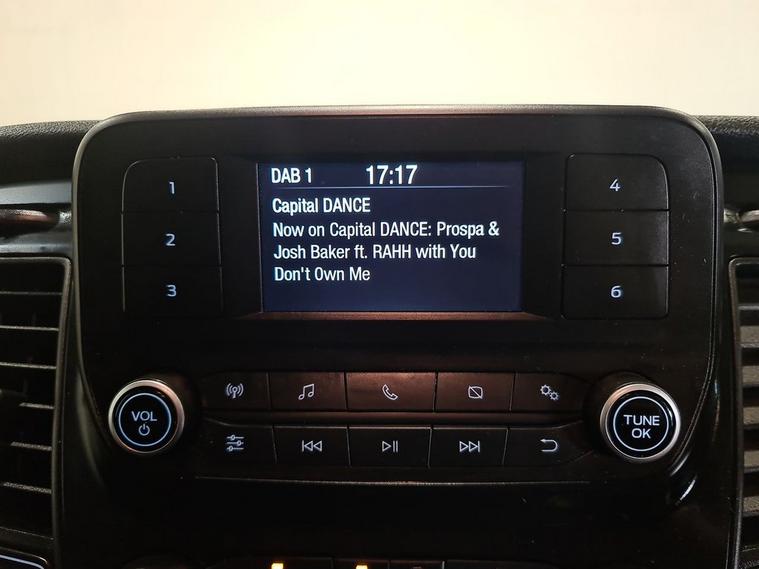 DAB 1 17:17
1
4
Capital DANCE
Now on Capital DANCE: Prospa &
2
5
Josh Baker ft. RAHH with You
Don't Own Me
3
6
VOL
TUNE
OK